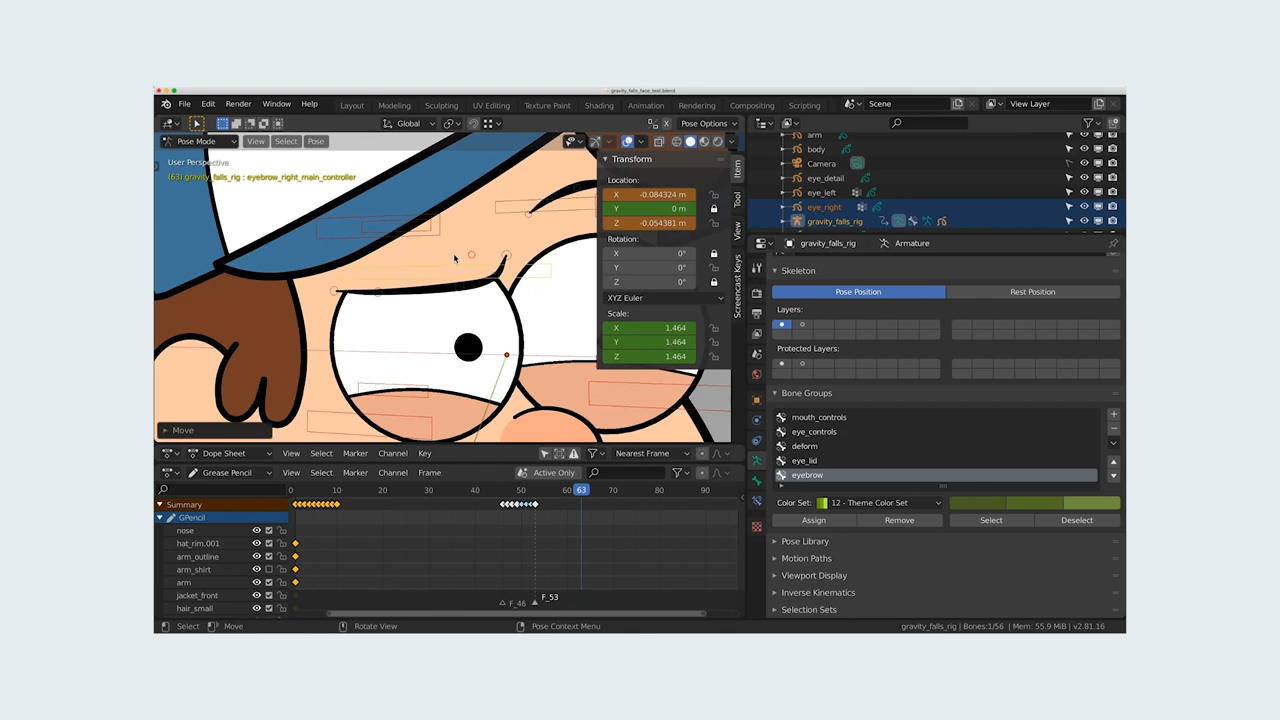 gravity_falls_face_test.blend
File Edit Render Window Help Layout Modeling Sculpting UV Editing Texture Paint Shading Animation Rendering Compositing Scripting Scene View Layer
Global Pose Options
Pose Mode View Select Pose
User Perspective
(63) gravity_falls_rig : eyebrow_right_main_controller
Transform
Location:
X -0.084324 m
Y 0 m
Z -0.054381 m
Rotation:
X 0°
Y 0°
Z 0°
XYZ Euler
Scale:
X 1.464
Y 1.464
Z 1.464
Item
Tool
View
Screencast Keys
Move
arm
body
Camera
eye_detail
eye_left
eye_right
gravity_falls_rig
gravity_falls_rig Armature
Skeleton
Pose Position Rest Position
Layers:
Protected Layers:
Bone Groups
mouth_controls
eye_controls
deform
eye_lid
eyebrow
Color Set: 12 - Theme Color Set
Assign Remove Select Deselect
Pose Library
Motion Paths
Viewport Display
Inverse Kinematics
Selection Sets
Dope Sheet View Select Marker Channel Key Nearest Frame
Grease Pencil View Select Marker Channel Frame Active Only
0 10 20 30 40 50 60 63 70 80 90
Summary
GPencil
nose
hat_rim.001
arm_outline
arm_shirt
arm
jacket_front
hair_small
F_46 F_53
Select Move Rotate View Pose Context Menu gravity_falls_rig | Bones:1/56 | Mem: 55.9 MiB | v2.81.16